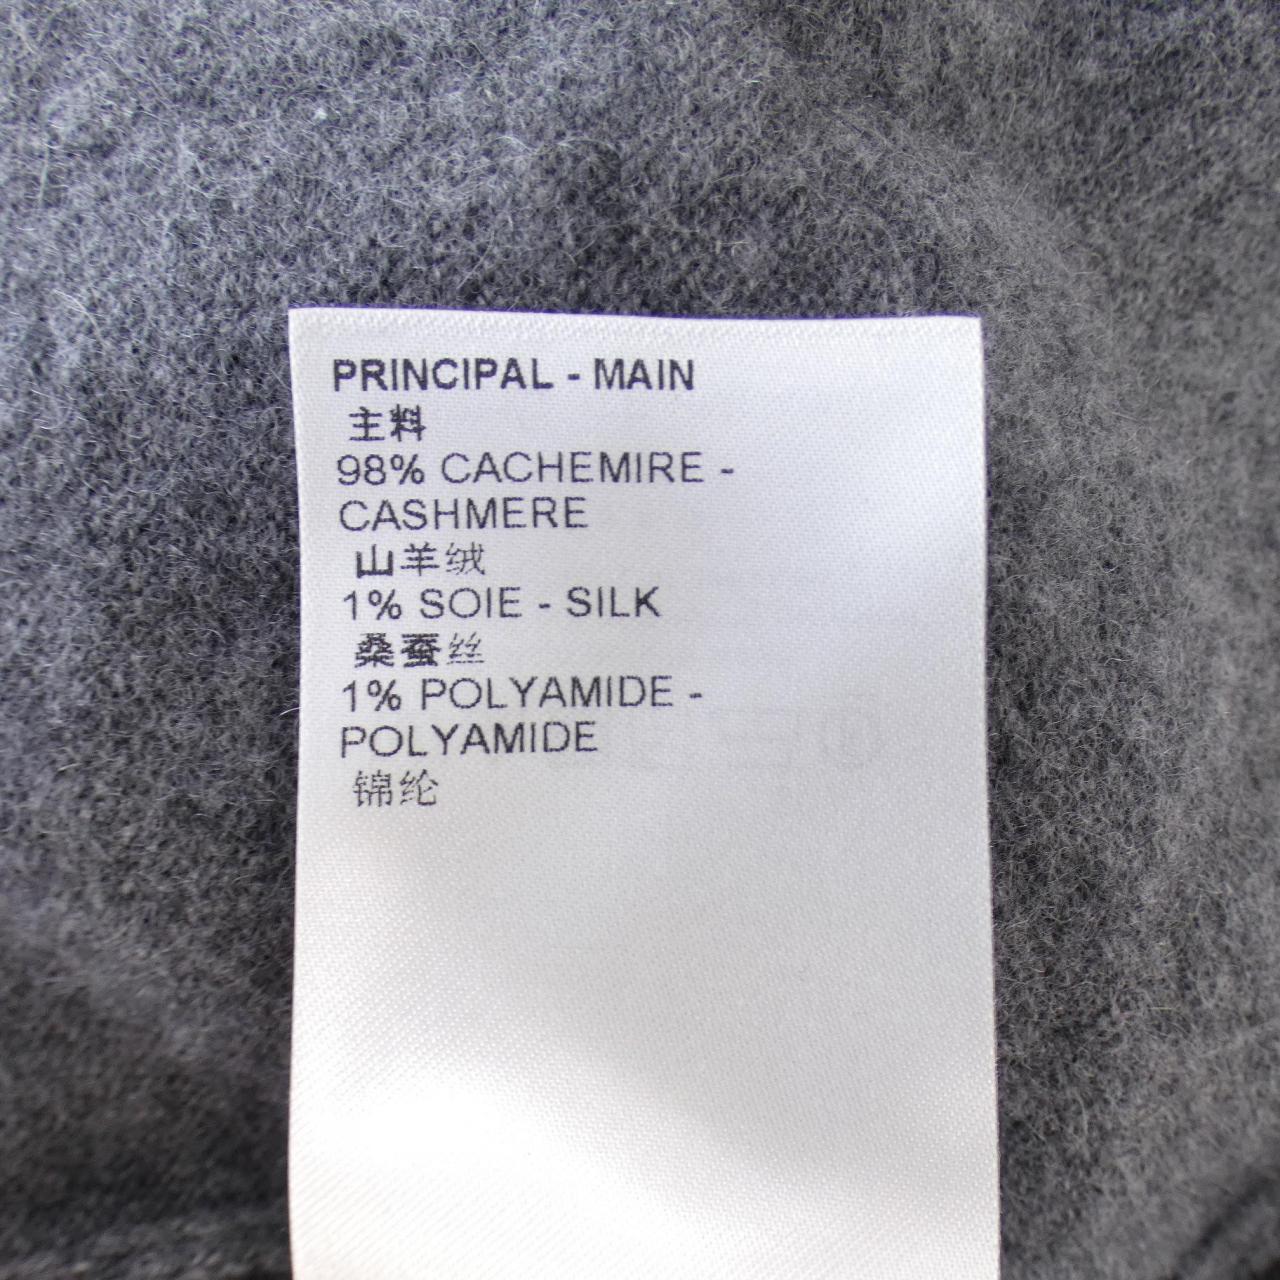 PRINCIPAL - MAIN
主料
98% CACHEMIRE -
CASHMERE
山羊绒
1% SOIE - SILK
桑蚕丝
1% POLYAMIDE -
POLYAMIDE
锦纶